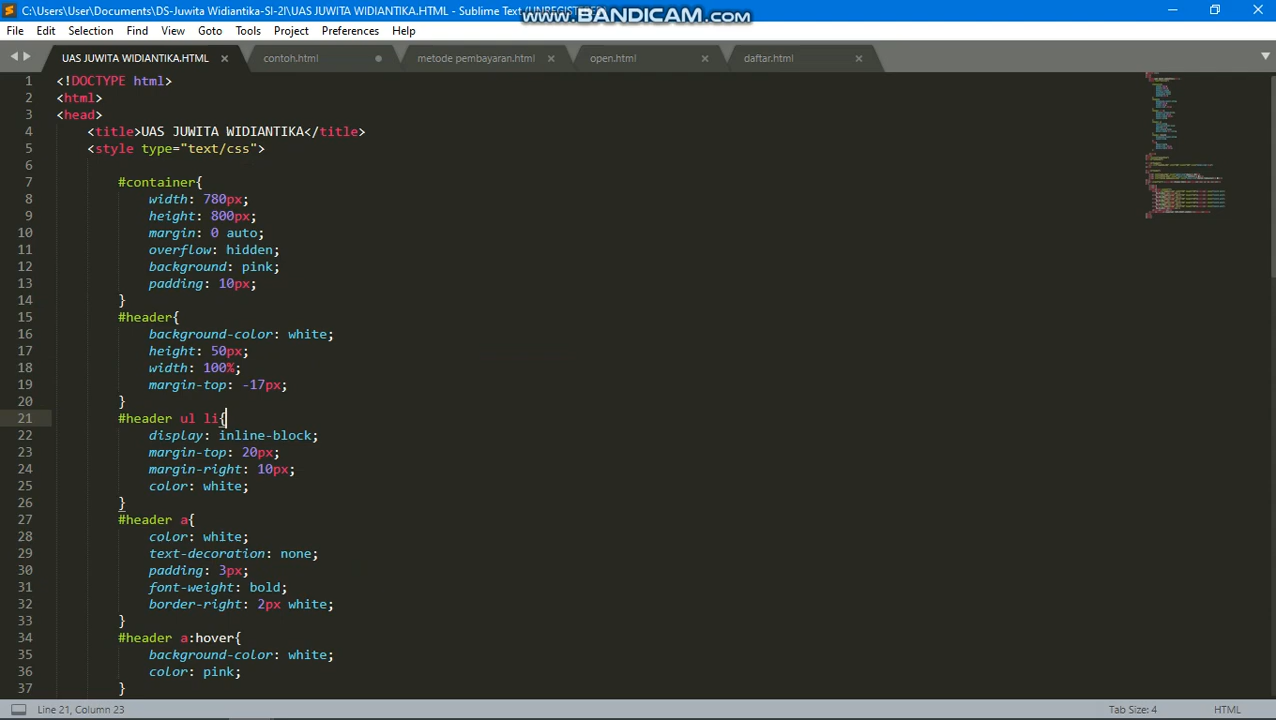 C:\Users\User\Documents\DS-Juwita Widiantika-SI-2I\UAS JUWITA WIDIANTIKA.HTML - Sublime Text (UNREGISTERED)
www.BANDICAM.com
File Edit Selection Find View Goto Tools Project Preferences Help
UAS JUWITA WIDIANTIKA.HTML × contoh.html metode pembayaran.html × open.html × daftar.html ×
1 <!DOCTYPE html>
2 <html>
3 <head>
4 <title>UAS JUWITA WIDIANTIKA</title>
5 <style type="text/css">
6
7 #container{
8 width: 780px;
9 height: 800px;
10 margin: 0 auto;
11 overflow: hidden;
12 background: pink;
13 padding: 10px;
14 }
15 #header{
16 background-color: white;
17 height: 50px;
18 width: 100%;
19 margin-top: -17px;
20 }
21 #header ul li{
22 display: inline-block;
23 margin-top: 20px;
24 margin-right: 10px;
25 color: white;
26 }
27 #header a{
28 color: white;
29 text-decoration: none;
30 padding: 3px;
31 font-weight: bold;
32 border-right: 2px white;
33 }
34 #header a:hover{
35 background-color: white;
36 color: pink;
37 }
Line 21, Column 23 Tab Size: 4 HTML